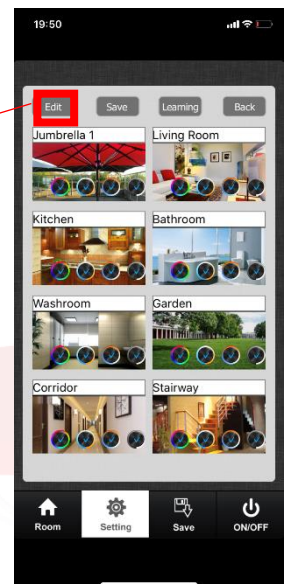 19:50
Edit Save Learning Back
Jumbrella 1 Living Room
Kitchen Bathroom
Washroom Garden
Corridor Stairway
Room Setting Save ON/OFF